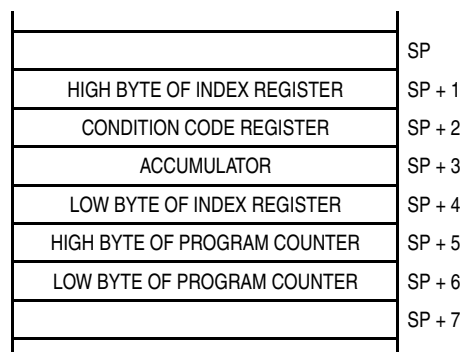 SP
HIGH BYTE OF INDEX REGISTER SP + 1
CONDITION CODE REGISTER SP + 2
ACCUMULATOR SP + 3
LOW BYTE OF INDEX REGISTER SP + 4
HIGH BYTE OF PROGRAM COUNTER SP + 5
LOW BYTE OF PROGRAM COUNTER SP + 6
SP + 7